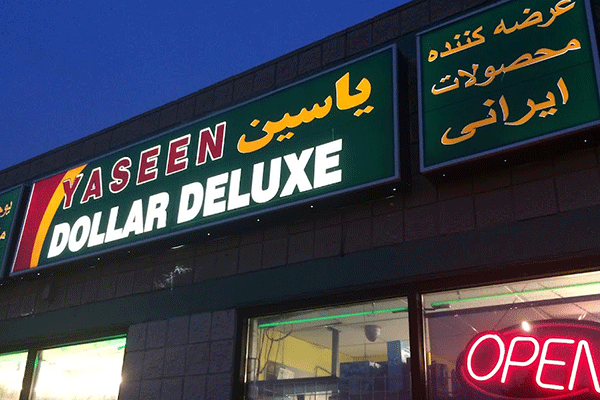 YASEEN یاسین
DOLLAR DELUXE
عرضه کننده
محصولات
ایرانی
OPEN